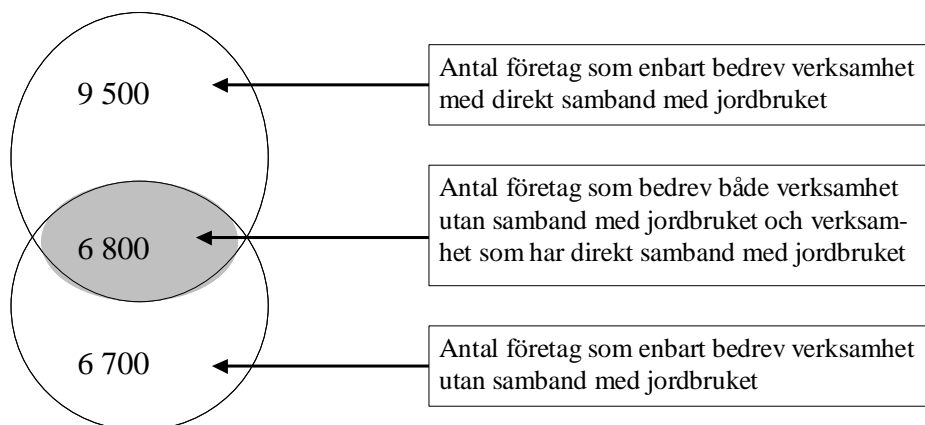 9 500
Antal företag som enbart bedrev verksamhet
med direkt samband med jordbruket
6 800
Antal företag som bedrev både verksamhet
utan samband med jordbruket och verksam-
het som har direkt samband med jordbruket
6 700
Antal företag som enbart bedrev verksamhet
utan samband med jordbruket